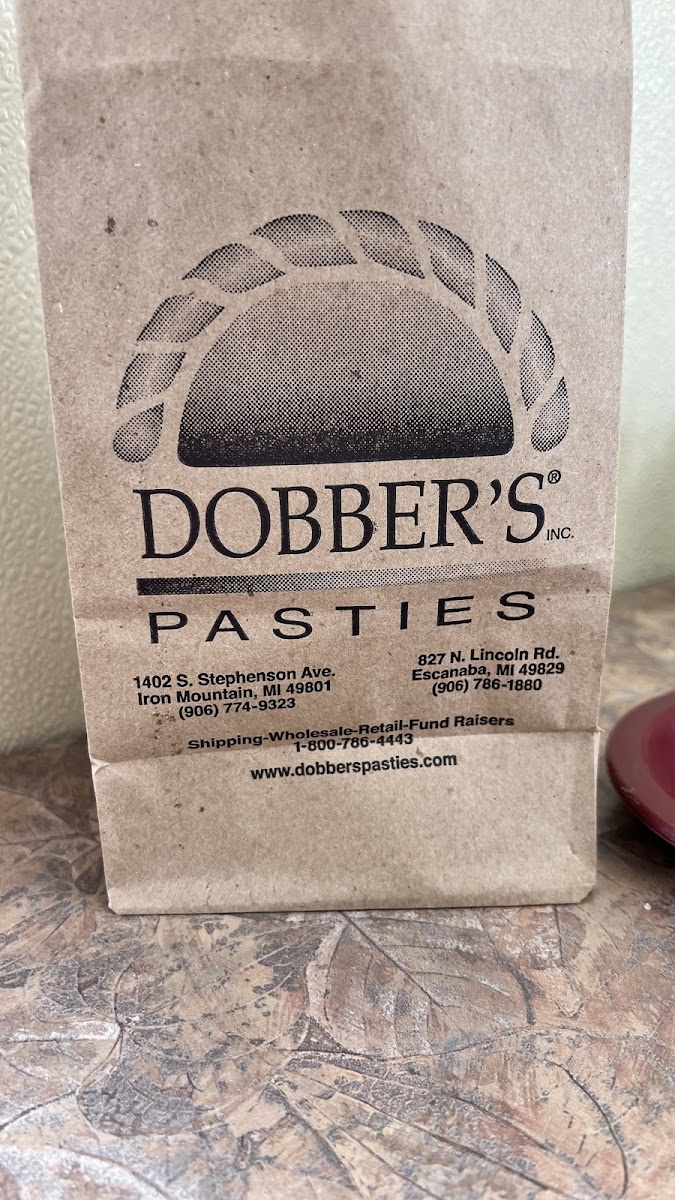 DOBBER'S®
INC.
PASTIES
1402 S. Stephenson Ave.
Iron Mountain, MI 49801
(906) 774-9323
827 N. Lincoln Rd.
Escanaba, MI 49829
(906) 786-1880
Shipping-Wholesale-Retail-Fund Raisers
1-800-786-4443
www.dobberspasties.com